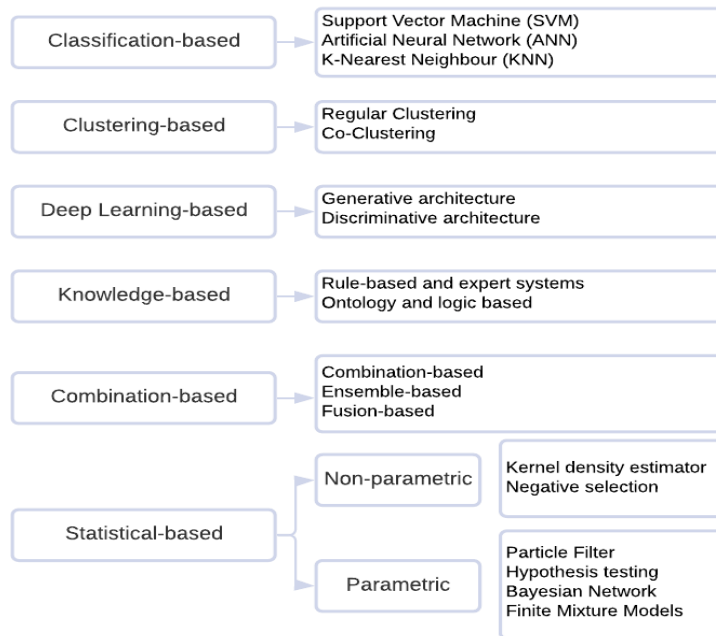 Classification-based
Support Vector Machine (SVM)
Artificial Neural Network (ANN)
K-Nearest Neighbour (KNN)
Clustering-based
Regular Clustering
Co-Clustering
Deep Learning-based
Generative architecture
Discriminative architecture
Knowledge-based
Rule-based and expert systems
Ontology and logic based
Combination-based
Combination-based
Ensemble-based
Fusion-based
Statistical-based
Non-parametric
Kernel density estimator
Negative selection
Parametric
Particle Filter
Hypothesis testing
Bayesian Network
Finite Mixture Models